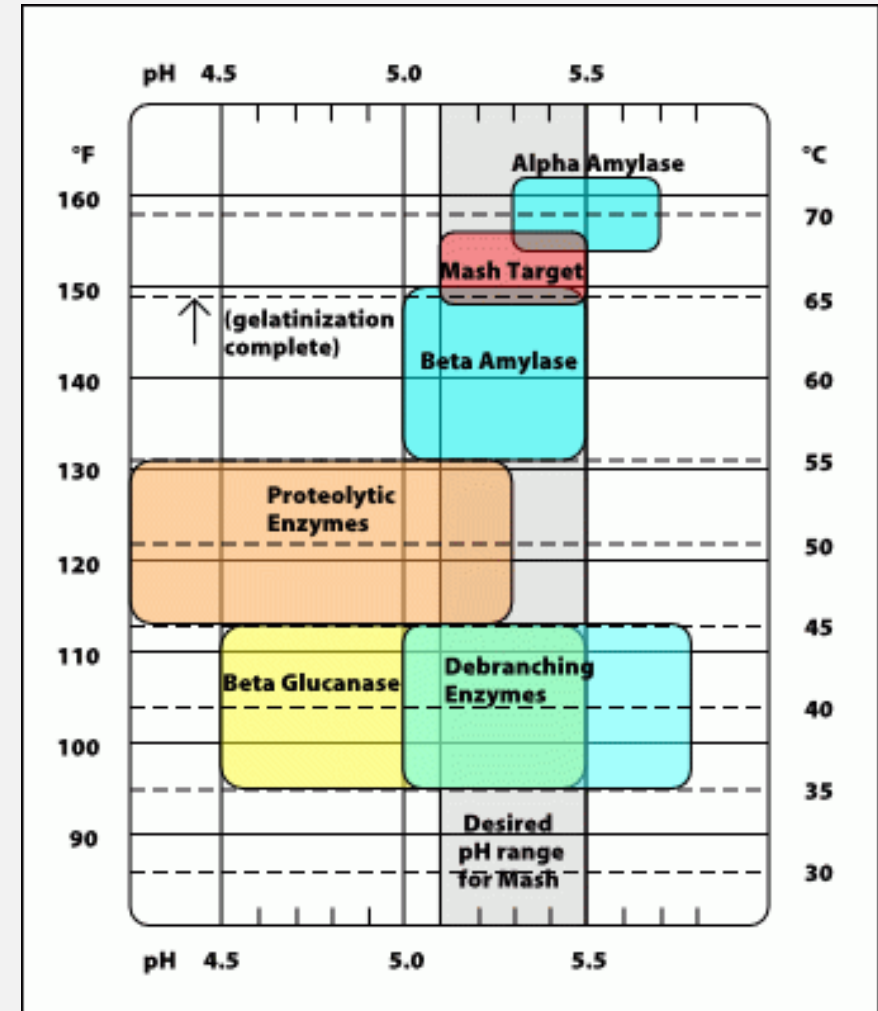 pH 4.5 5.0 5.5
°F °C
Alpha Amylase
160
70
Mash Target
150
65
(gelatinization
complete)
Beta Amylase
140 60
55
130
Proteolytic
Enzymes
50
120
45
110
Debranching
Beta Glucanase
Enzymes
40
100
35
Desired
90
pH range
for Mash
30
pH 4.5 5.0 5.5